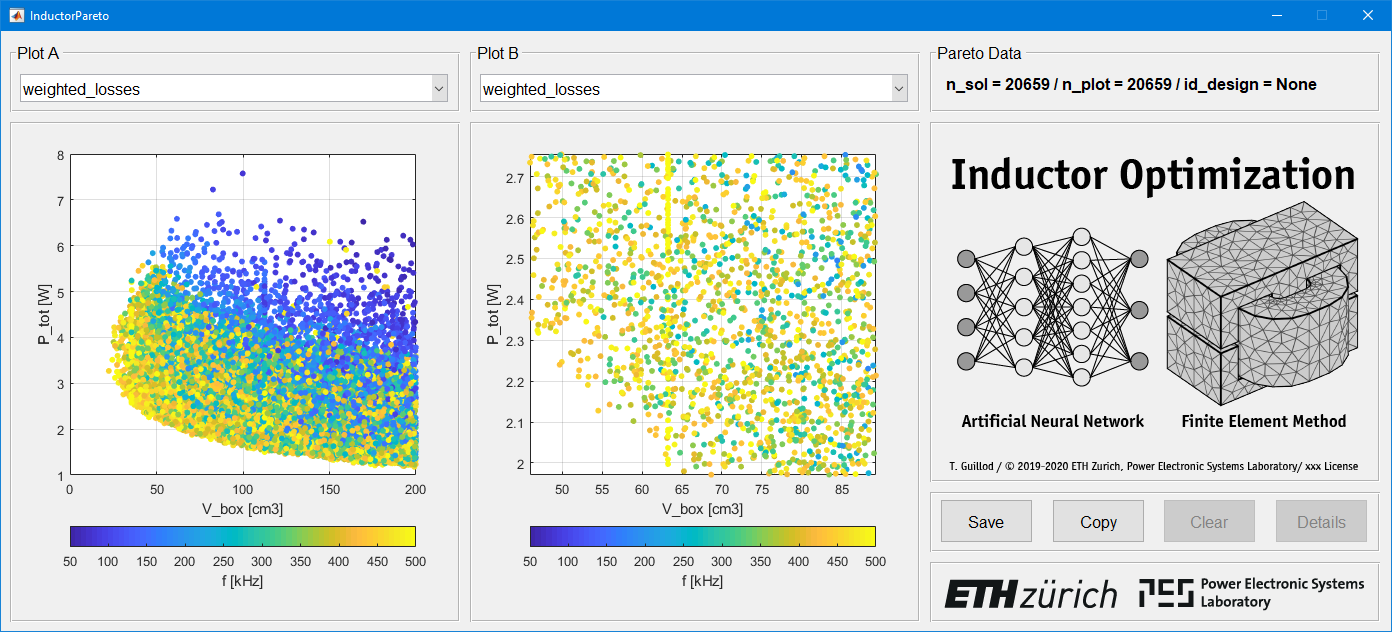 InductorPareto
Plot A
weighted_losses
8
7
6
5
4
3
2
1
P_tot [W]
0 50 100 150 200
V_box [cm3]
50 100 150 200 250 300 350 400 450 500
f [kHz]
Plot B
weighted_losses
2.7
2.6
2.5
2.4
2.3
2.2
2.1
2
P_tot [W]
50 55 60 65 70 75 80 85
V_box [cm3]
50 100 150 200 250 300 350 400 450 500
f [kHz]
Pareto Data
n_sol = 20659 / n_plot = 20659 / id_design = None
Inductor Optimization
Artificial Neural Network Finite Element Method
T. Guillod / © 2019-2020 ETH Zurich, Power Electronic Systems Laboratory/ xxx License
Save Copy Clear Details
ETH zürich PES Power Electronic Systems
Laboratory